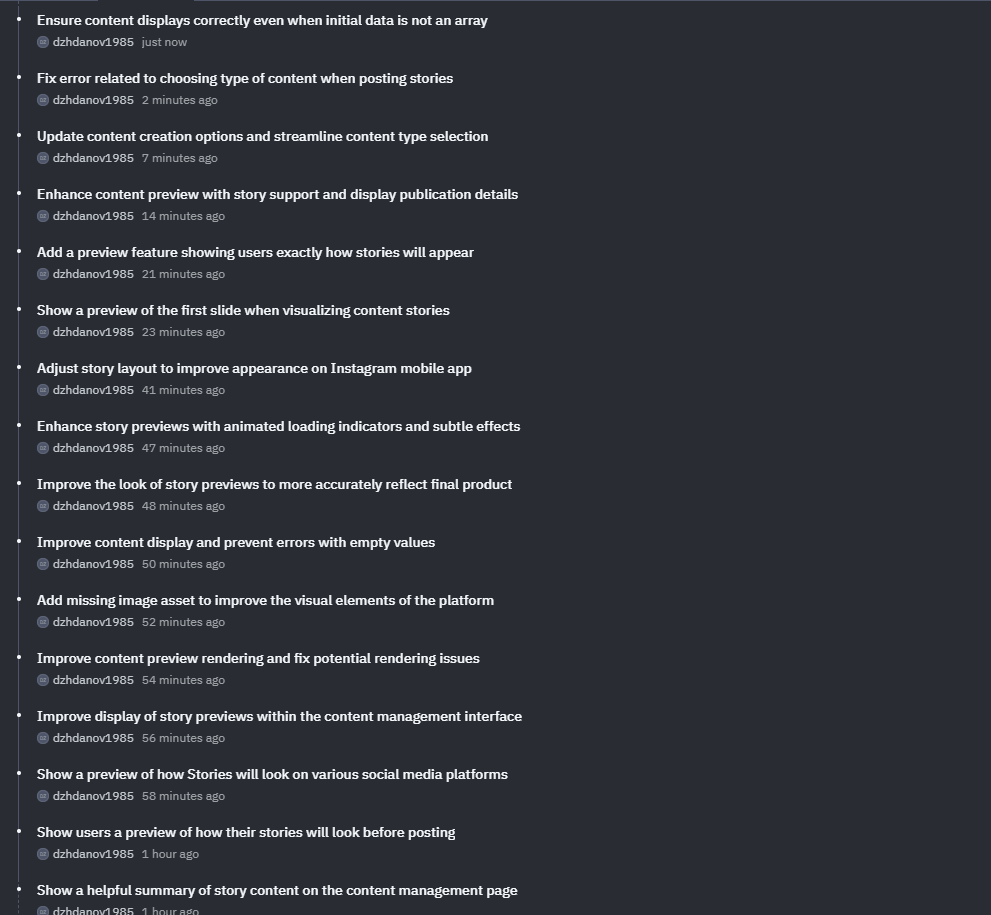 Ensure content displays correctly even when initial data is not an array
dzhdanov1985 just now
Fix error related to choosing type of content when posting stories
dzhdanov1985 2 minutes ago
Update content creation options and streamline content type selection
dzhdanov1985 7 minutes ago
Enhance content preview with story support and display publication details
dzhdanov1985 14 minutes ago
Add a preview feature showing users exactly how stories will appear
dzhdanov1985 21 minutes ago
Show a preview of the first slide when visualizing content stories
dzhdanov1985 23 minutes ago
Adjust story layout to improve appearance on Instagram mobile app
dzhdanov1985 41 minutes ago
Enhance story previews with animated loading indicators and subtle effects
dzhdanov1985 47 minutes ago
Improve the look of story previews to more accurately reflect final product
dzhdanov1985 48 minutes ago
Improve content display and prevent errors with empty values
dzhdanov1985 50 minutes ago
Add missing image asset to improve the visual elements of the platform
dzhdanov1985 52 minutes ago
Improve content preview rendering and fix potential rendering issues
dzhdanov1985 54 minutes ago
Improve display of story previews within the content management interface
dzhdanov1985 56 minutes ago
Show a preview of how Stories will look on various social media platforms
dzhdanov1985 58 minutes ago
Show users a preview of how their stories will look before posting
dzhdanov1985 1 hour ago
Show a helpful summary of story content on the content management page
dzhdanov1985 1 hour ago